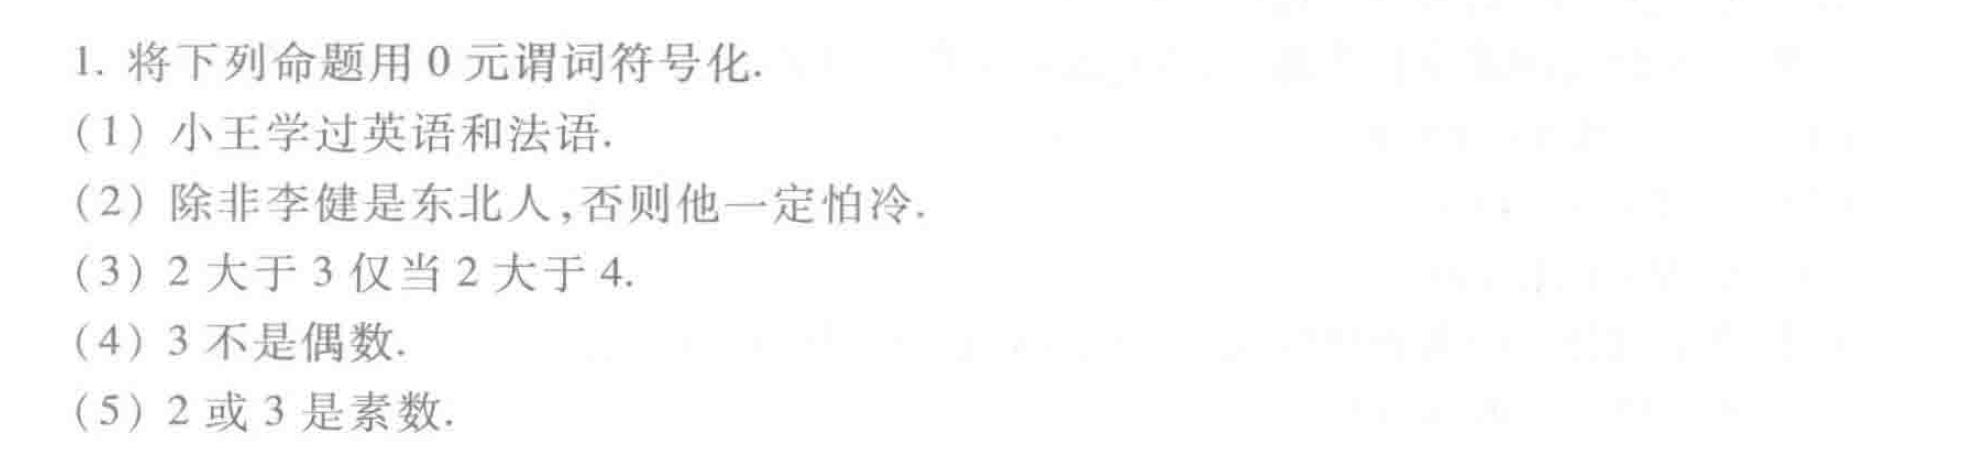 1. 将下列命题用 0 元谓词符号化.
(1) 小王学过英语和法语.
(2) 除非李健是东北人,否则他一定怕冷.
(3) 2 大于 3 仅当 2 大于 4.
(4) 3 不是偶数.
(5) 2 或 3 是素数.